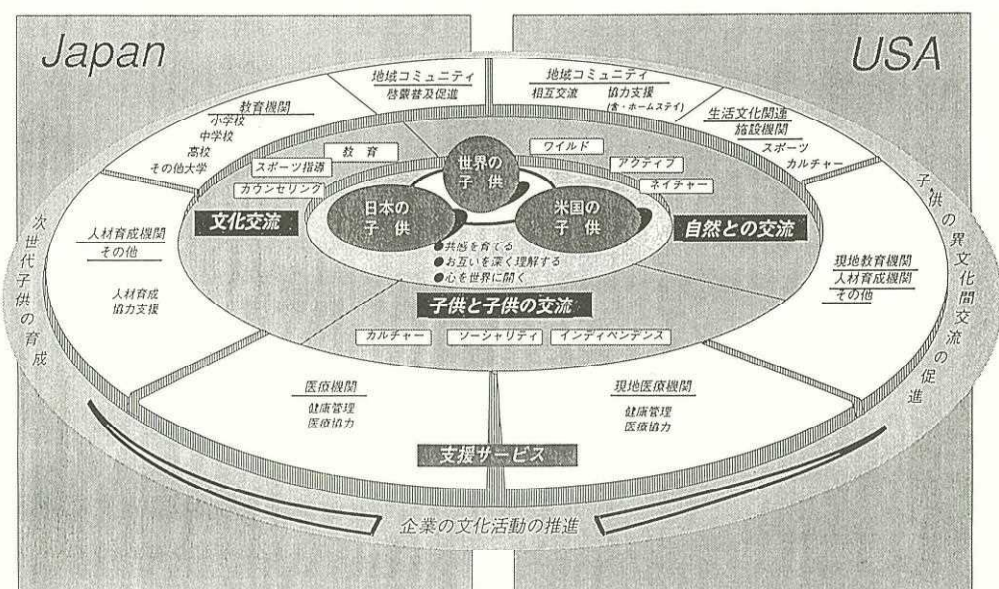 Japan
USA
地域コミュニティ
啓蒙普及促進
地域コミュニティ
相互交流 協力支援
(含・ホームステイ)
教育機関
小学校
中学校
高校
その他大学
生活文化関連
施設機関
スポーツ
カルチャー
教育
スポーツ指導
カウンセリング
ワイルド
アクティブ
ネイチャー
世界の
子供
日本の
子供
米国の
子供
文化交流
自然との交流
●共感を育てる
●お互いを深く理解する
●心を世界に開く
子供と子供の交流
カルチャー
ソーシャリティ
インディペンデンス
人材育成機関
その他
人材育成
協力支援
現地教育機関
人材育成機関
その他
医療機関
健康管理
医療協力
現地医療機関
健康管理
医療協力
支援サービス
次世代子供の育成
子供の異文化間交流の促進
企業の文化活動の推進